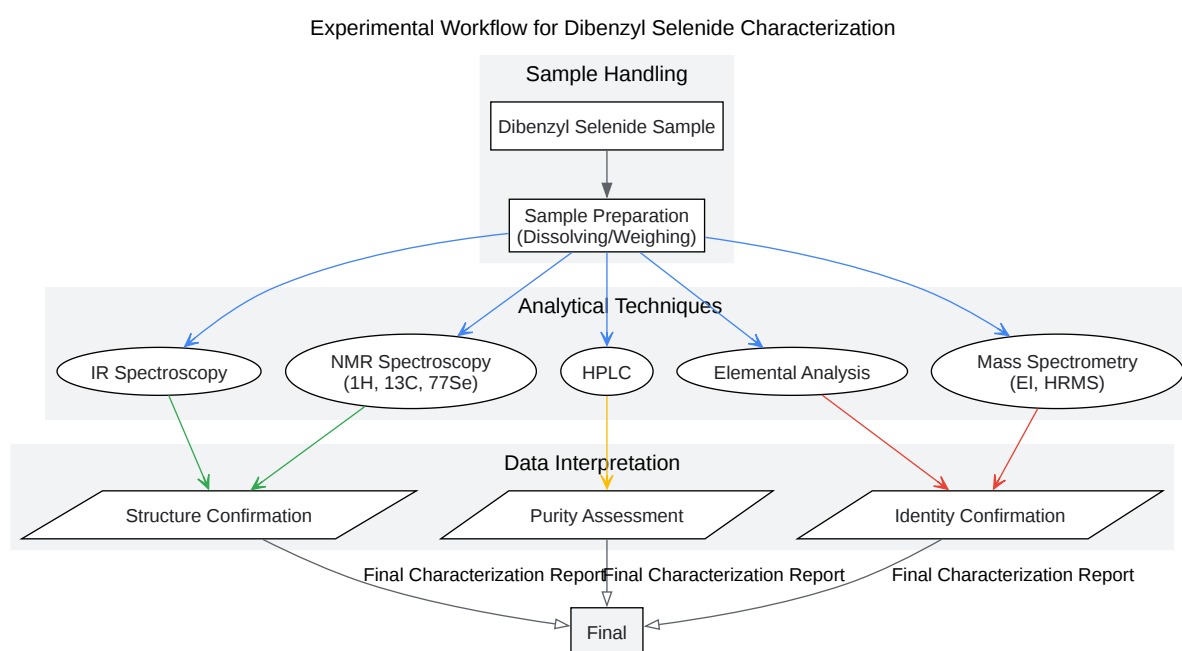 Experimental Workflow for Dibenzyl Selenide Characterization
Sample Handling
Dibenzyl Selenide Sample
Sample Preparation
(Dissolving/Weighing)
Analytical Techniques
IR Spectroscopy
NMR Spectroscopy
(1H, 13C, 77Se)
HPLC
Elemental Analysis
Mass Spectrometry
(EI, HRMS)
Data Interpretation
Structure Confirmation
Purity Assessment
Identity Confirmation
Final Characterization Report
Final Characterization Report
Final Characterization Report
Final